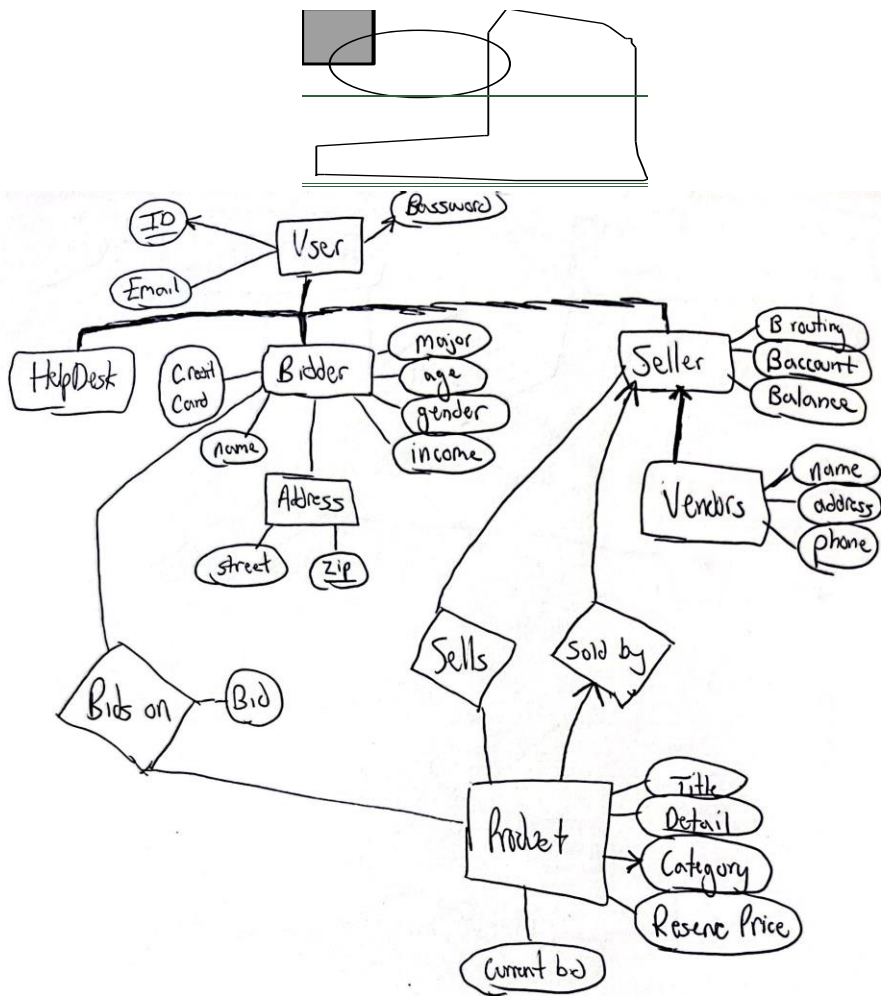 ID
Password
User
Email
HelpDesk
Credit
Card
Bidder
major
age
gender
income
name
Address
street
zip
Seller
B routing
Baccount
Balance
Vendors
name
address
phone
Sells
Sold by
Bids on
Bid
Product
Title
Detail
Category
Reserve Price
Current bid